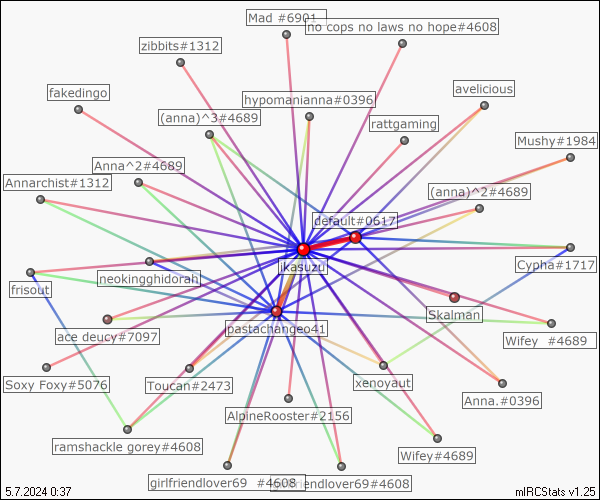 Mad #6901
no cops no laws no hope#4608
zibbits#1312
fakedingo
hypomanianna#0396
avelicious
(anna)^3#4689
rattgaming
Mushy#1984
Anna^2#4689
Annarchist#1312
(anna)^2#4689
default#0617
jkasuzu
Cypha#1717
neokingghidorah
frisout
Skalman
pastachangeo41
ace deucy#7097
Wifey #4689
Soxy Foxy#5076
Toucan#2473
xenoyaut
Anna.#0396
AlpineRooster#2156
ramshackle gorey#4608
Wifey#4689
girlfriendlover69 #4608
girlfriendlover69#4608
5.7.2024 0:37
mIRCStats v1.25